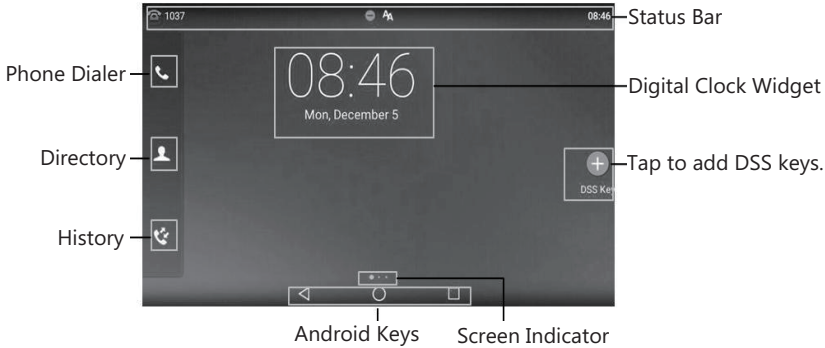 1037 08:46
Status Bar
Phone Dialer
08:46
Mon, December 5
Digital Clock Widget
Directory
Tap to add DSS keys.
DSS Key
History
Android Keys
Screen Indicator